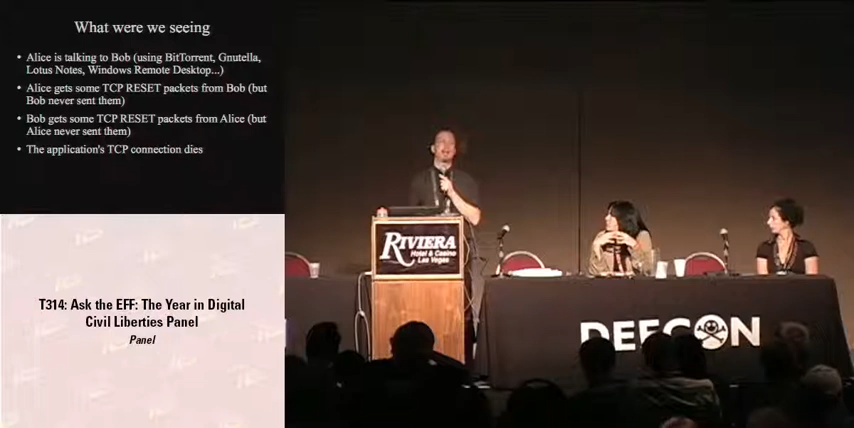 What were we seeing
• Alice is talking to Bob (using BitTorrent, Gnutella,
Lotus Notes, Windows Remote Desktop...)
• Alice gets some TCP RESET packets from Bob (but
Bob never sent them)
• Bob gets some TCP RESET packets from Alice (but
Alice never sent them)
• The application's TCP connection dies
T314: Ask the EFF: The Year in Digital
Civil Liberties Panel
Panel
RIVIERA
Hotel & Casino
Las Vegas
DEFCON